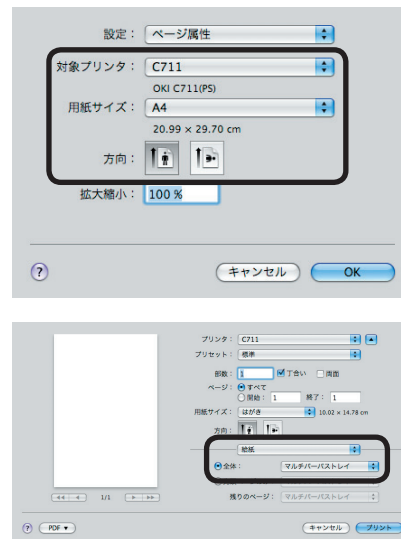 設定： ページ属性
対象プリンタ： C711
OKI C711(PS)
用紙サイズ： A4
20.99 × 29.70 cm
方向：
拡大縮小： 100 %
? キャンセル OK
プリンタ： C711
プリセット： 標準
部数： 1 丁合い 両面
ページ： すべて
開始： 1 終了： 1
用紙サイズ： はがき 10.02 × 14.78 cm
方向：
給紙
全体： マルチパーパストレイ
残りのページ： マルチパーパストレイ
1/1
? PDF キャンセル プリント